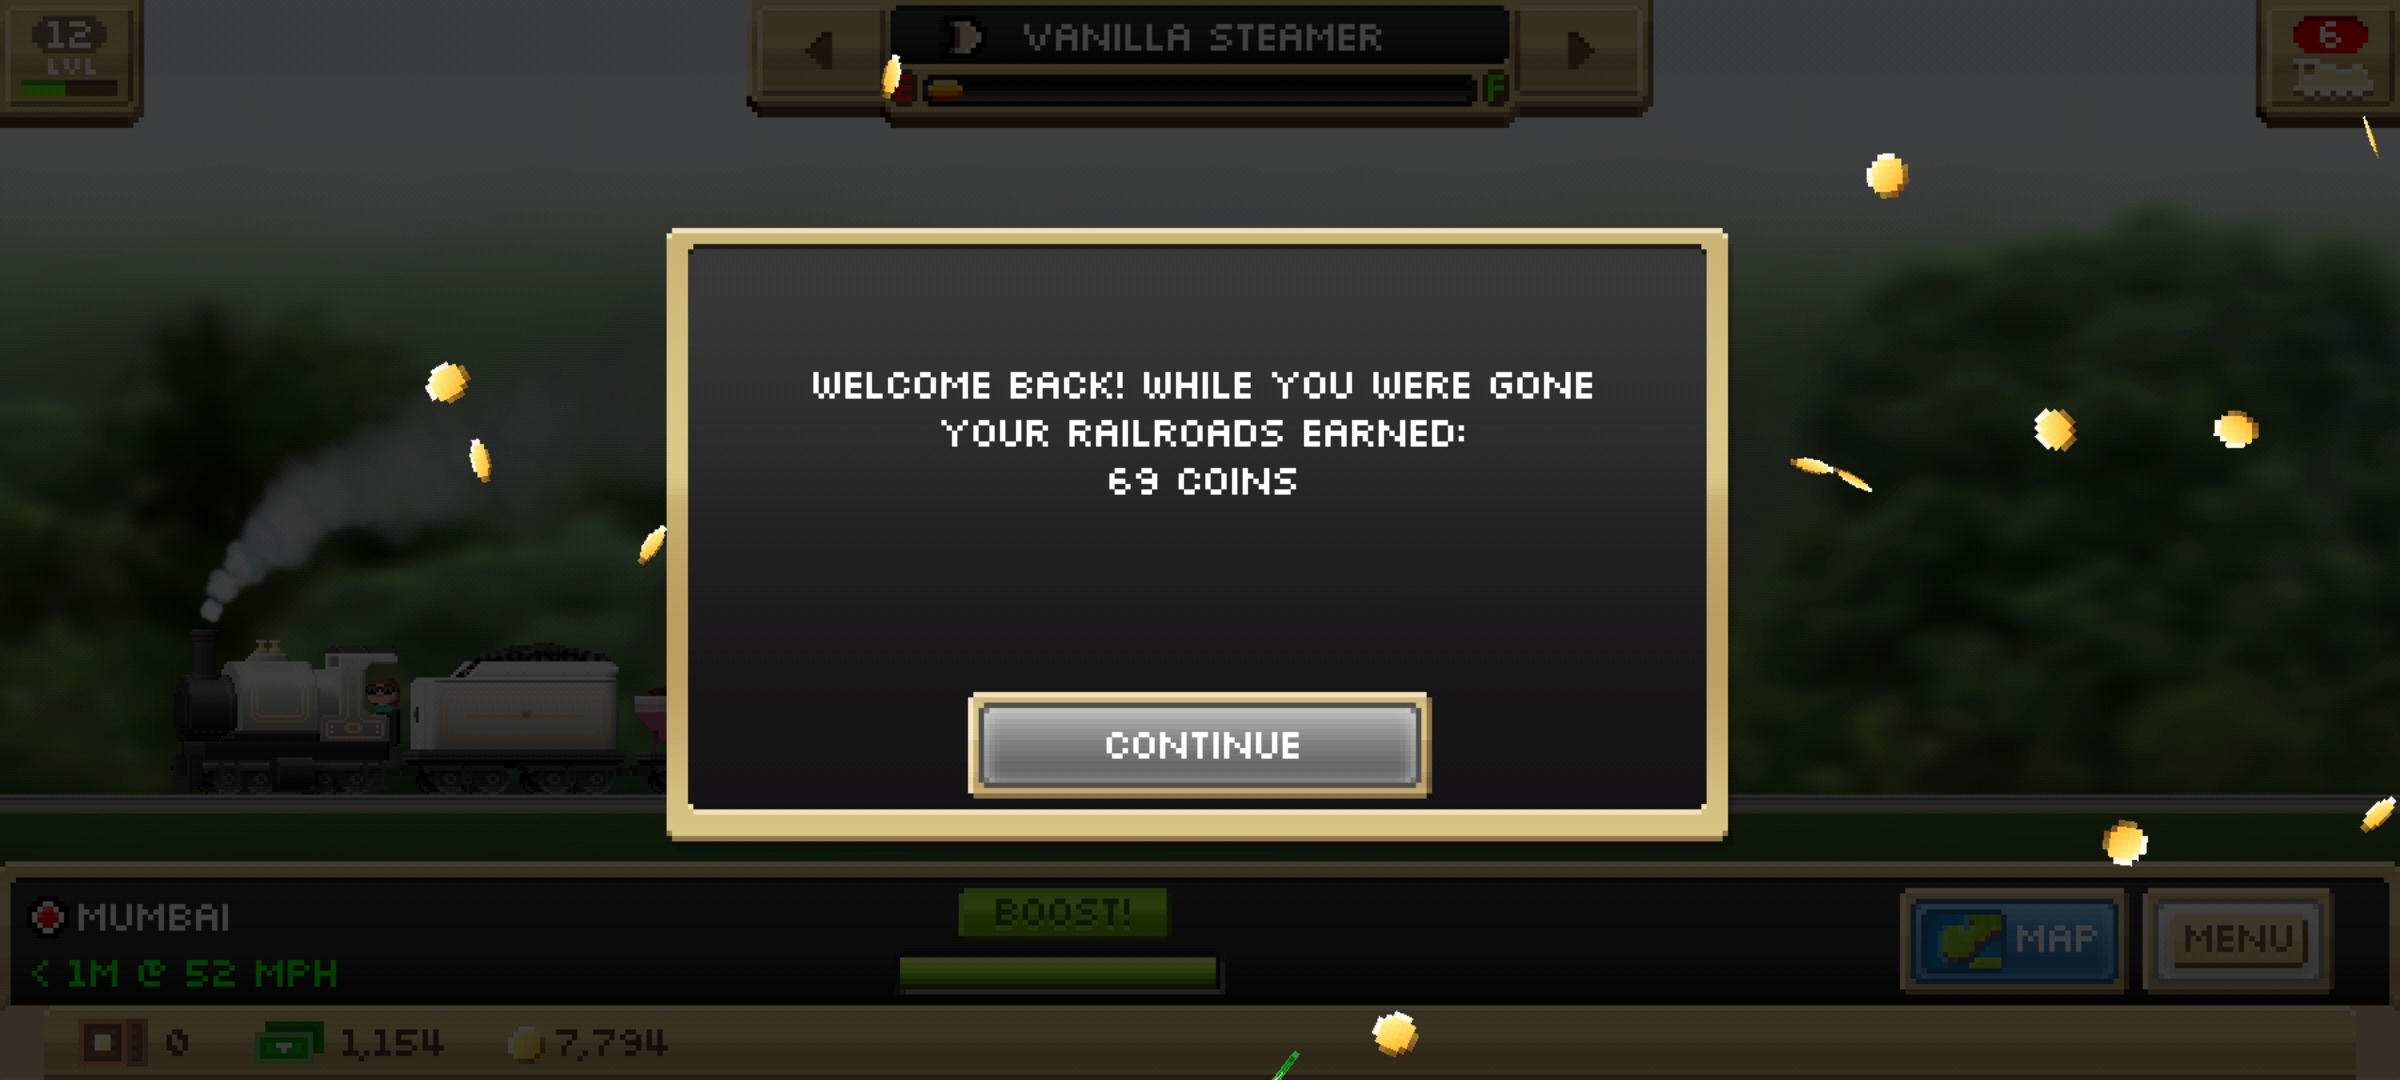 12
LVL
VANILLA STEAMER
E F
6
WELCOME BACK! WHILE YOU WERE GONE
YOUR RAILROADS EARNED:
69 COINS
CONTINUE
MUMBAI
< 1M @ 52 MPH
BOOST!
MAP
MENU
0
1,154
7,794